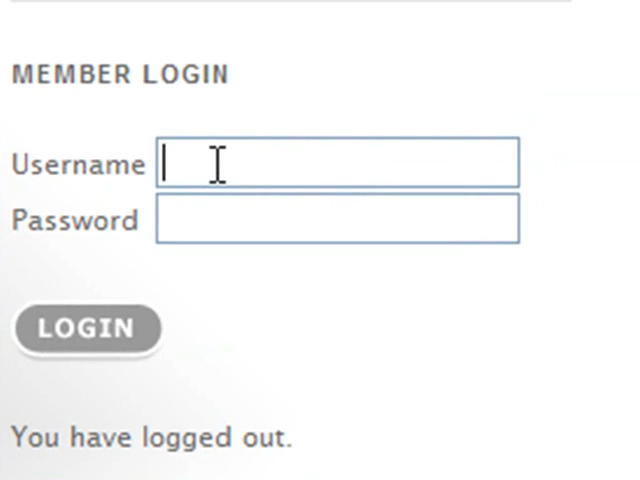 MEMBER LOGIN
Username
Password
LOGIN
You have logged out.